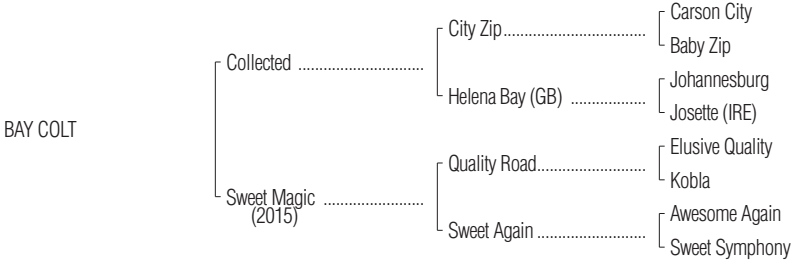 Carson City
City Zip................................
Baby Zip
Collected ............................
Johannesburg
Helena Bay (GB) .................
Josette (IRE)
BAY COLT
Elusive Quality
Quality Road........................
Kobla
Sweet Magic .......................
(2015)
Awesome Again
Sweet Again ........................
Sweet Symphony